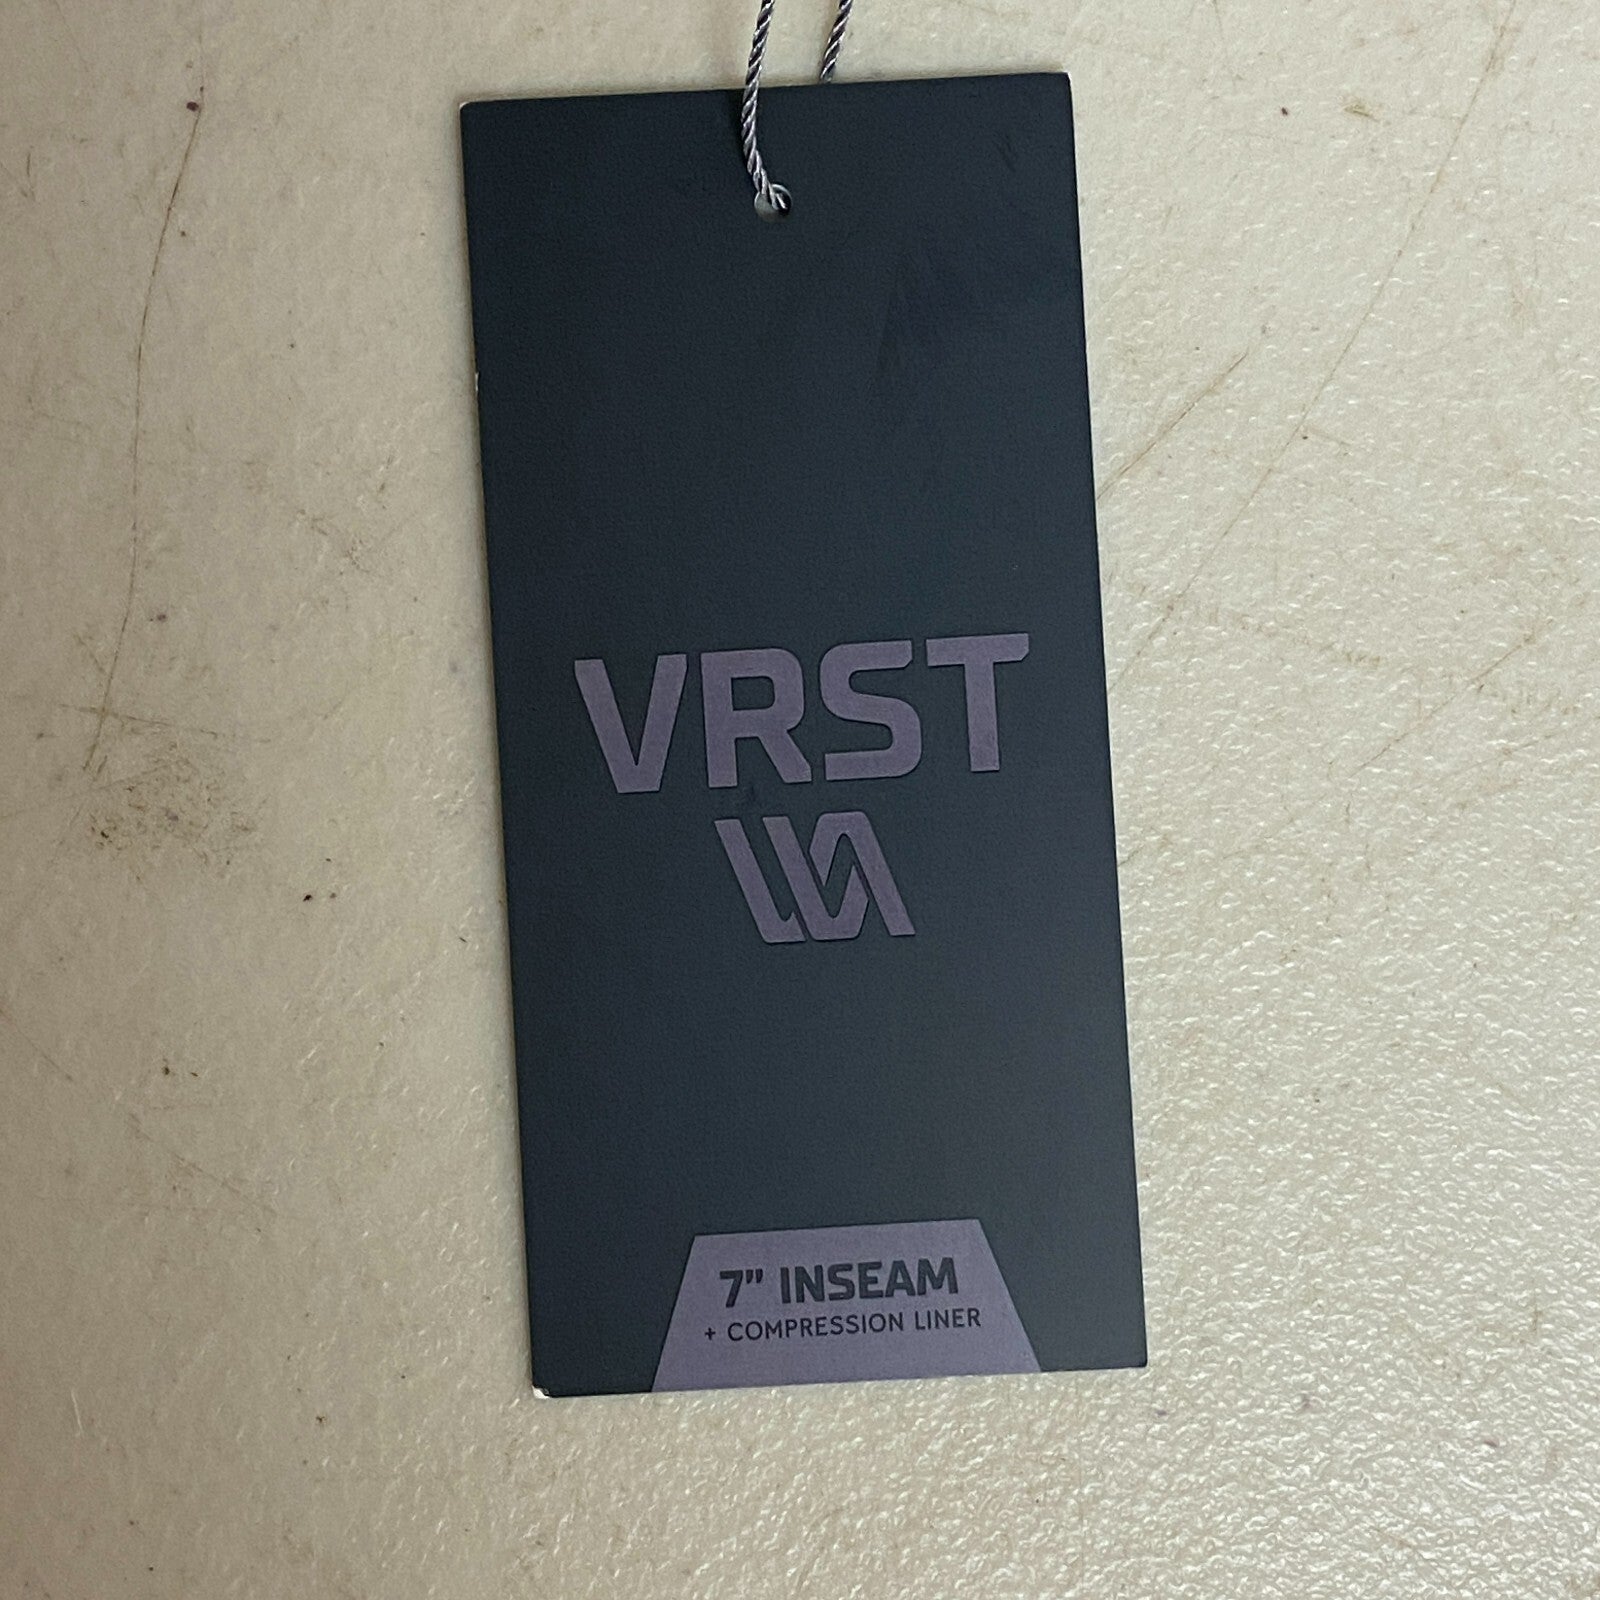 VRST
7" INSEAM
+ COMPRESSION LINER